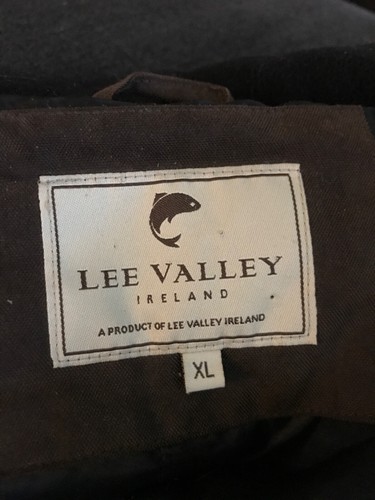 LEE VALLEY
IRELAND
A PRODUCT OF LEE VALLEY IRELAND
XL